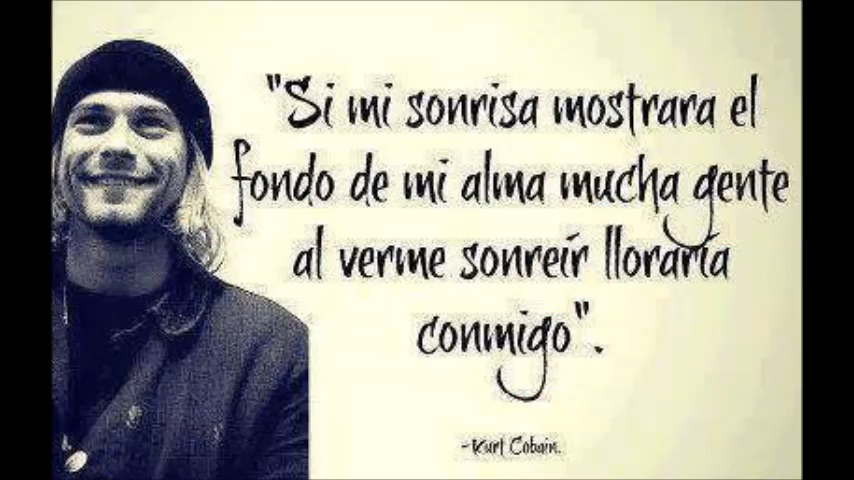 "Si mi sonrisa mostrara el
fondo de mi alma mucha gente
al verme sonreír lloraría
conmigo".
-Kurt Cobain.